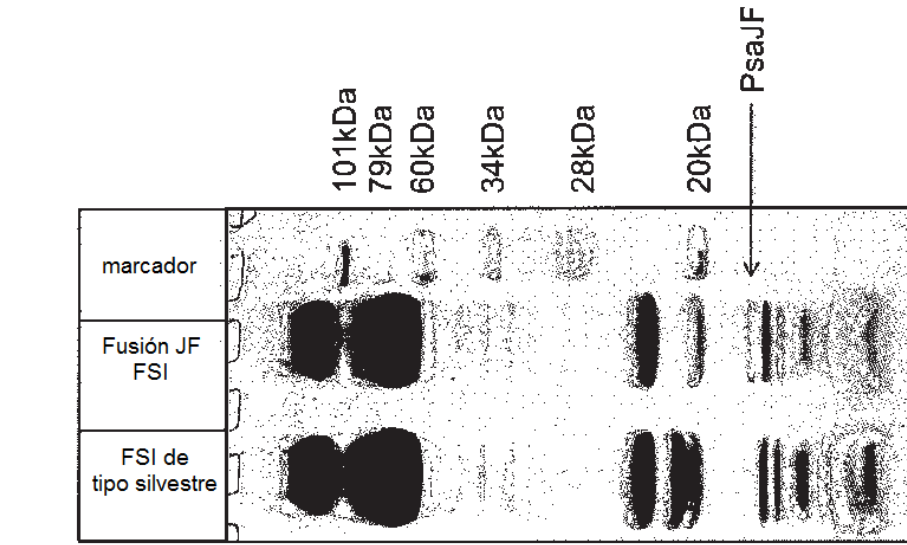 101kDa
79kDa
60kDa
34kDa
28kDa
20kDa
PsaJF
marcador
Fusión JF
FSI
FSI de
tipo silvestre